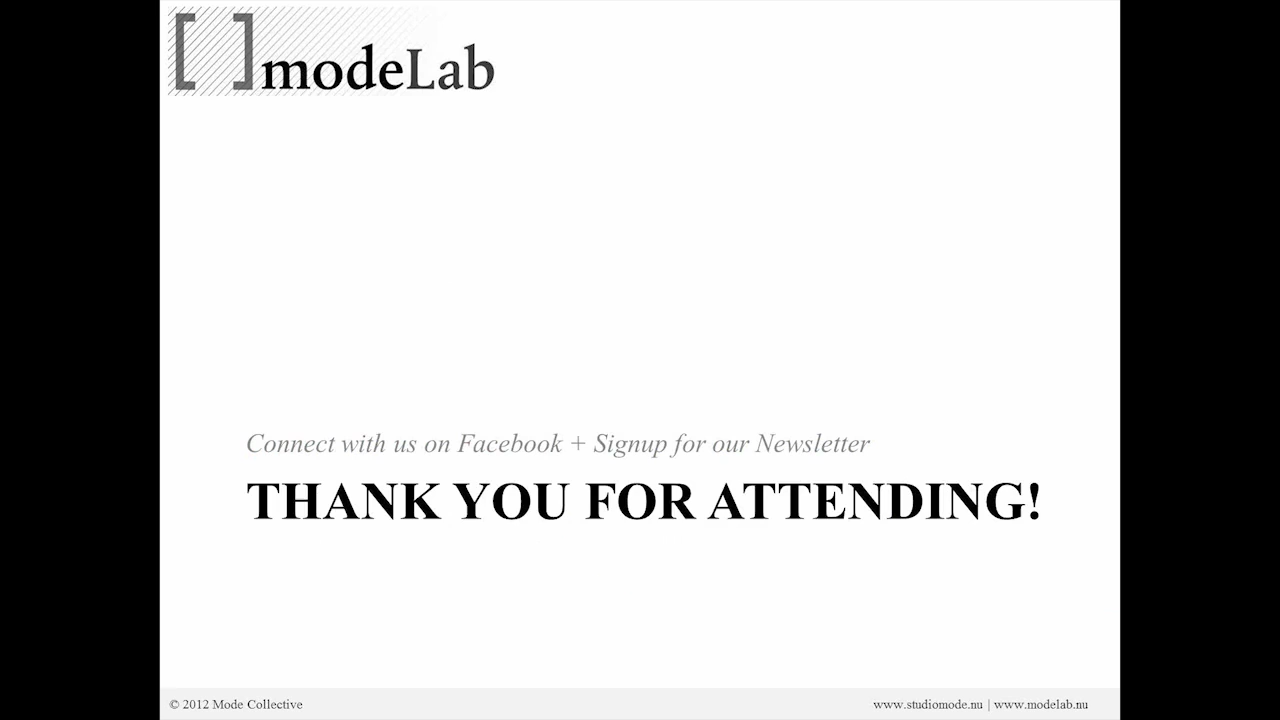 [ ]modeLab
Connect with us on Facebook + Signup for our Newsletter
THANK YOU FOR ATTENDING!
© 2012 Mode Collective
www.studiomode.nu | www.modelab.nu